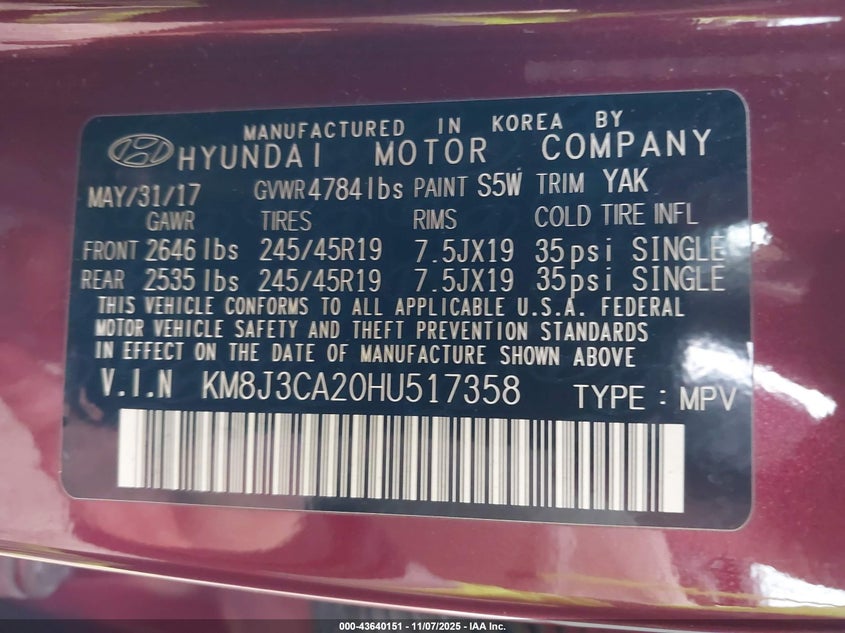 MANUFACTURED IN KOREA BY
HYUNDAI MOTOR COMPANY
MAY/31/17 GVWR 4784lbs PAINT S5W TRIM YAK
GAWR TIRES RIMS COLD TIRE INFL
FRONT 2646 lbs 245/45R19 7.5JX19 35psi SINGLE
REAR 2535 lbs 245/45R19 7.5JX19 35psi SINGLE
THIS VEHICLE CONFORMS TO ALL APPLICABLE U.S.A. FEDERAL
MOTOR VEHICLE SAFETY AND THEFT PREVENTION STANDARDS
IN EFFECT ON THE DATE OF MANUFACTURE SHOWN ABOVE
V.I.N KM8J3CA20HU517358 TYPE : MPV
000-43640151 - 11/07/2025 - IAA Inc.